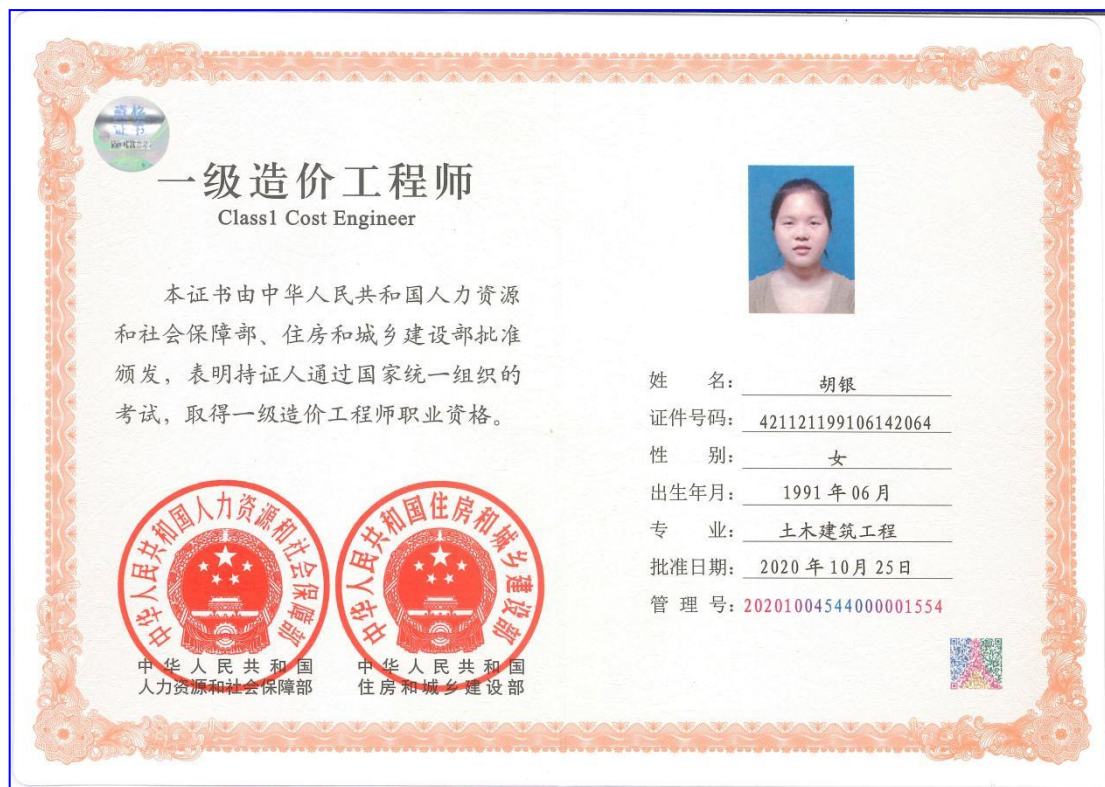 资格
证书
一级造价工程师
Class1 Cost Engineer
本证书由中华人民共和国人力资源
和社会保障部、住房和城乡建设部批准
颁发，表明持证人通过国家统一组织的
考试，取得一级造价工程师职业资格。
中华人民共和国人力资源和社会保障部
中华人民共和国住房和城乡建设部
中华人民共和国
人力资源和社会保障部
中华人民共和国
住房和城乡建设部
姓 名：胡银
证件号码：421121199106142064
性 别：女
出生年月：1991年06月
专 业：土木建筑工程
批准日期：2020年10月25日
管 理 号：20201004544000001554